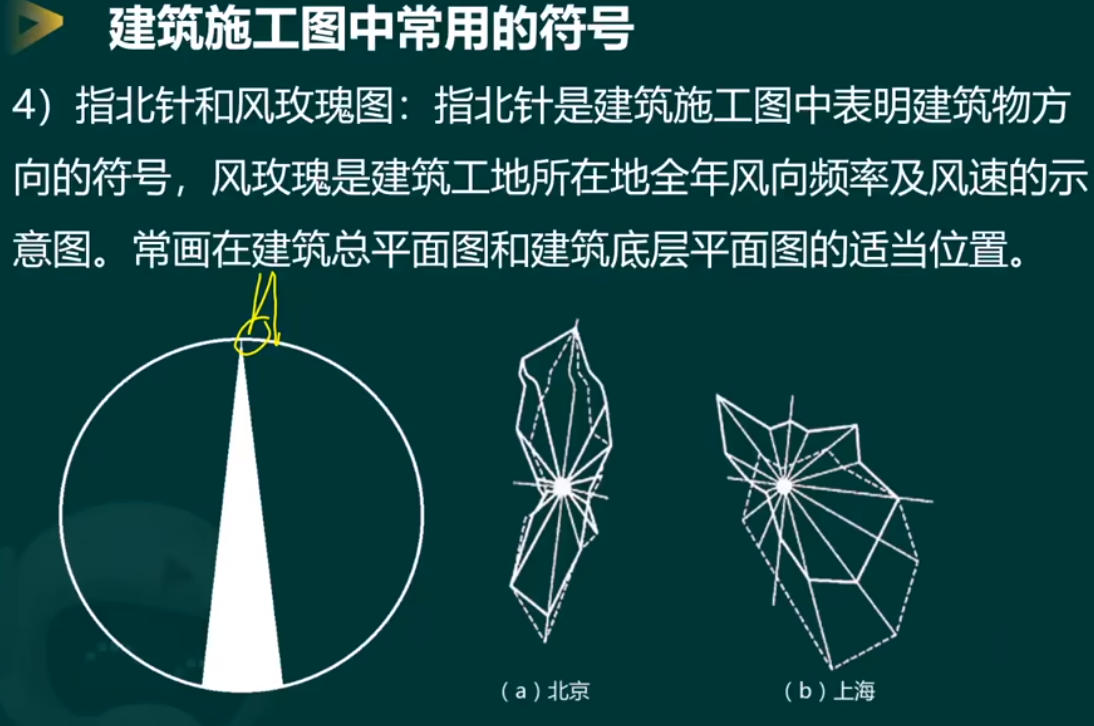 建筑施工图中常用的符号
4）指北针和风玫瑰图：指北针是建筑施工图中表明建筑物方
向的符号，风玫瑰是建筑工地所在地全年风向频率及风速的示
意图。常画在建筑总平面图和建筑底层平面图的适当位置。
（a）北京
（b）上海